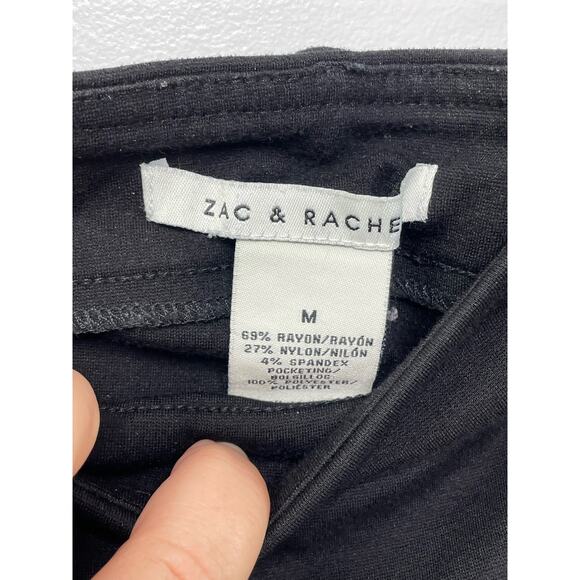 ZAC & RACHE
M
69% RAYON/RAYÓN
27% NYLON/NILÓN
4% SPANDEX
POCKETING/
BOLSILLOS
100% POLYESTER/
POLIÉSTER